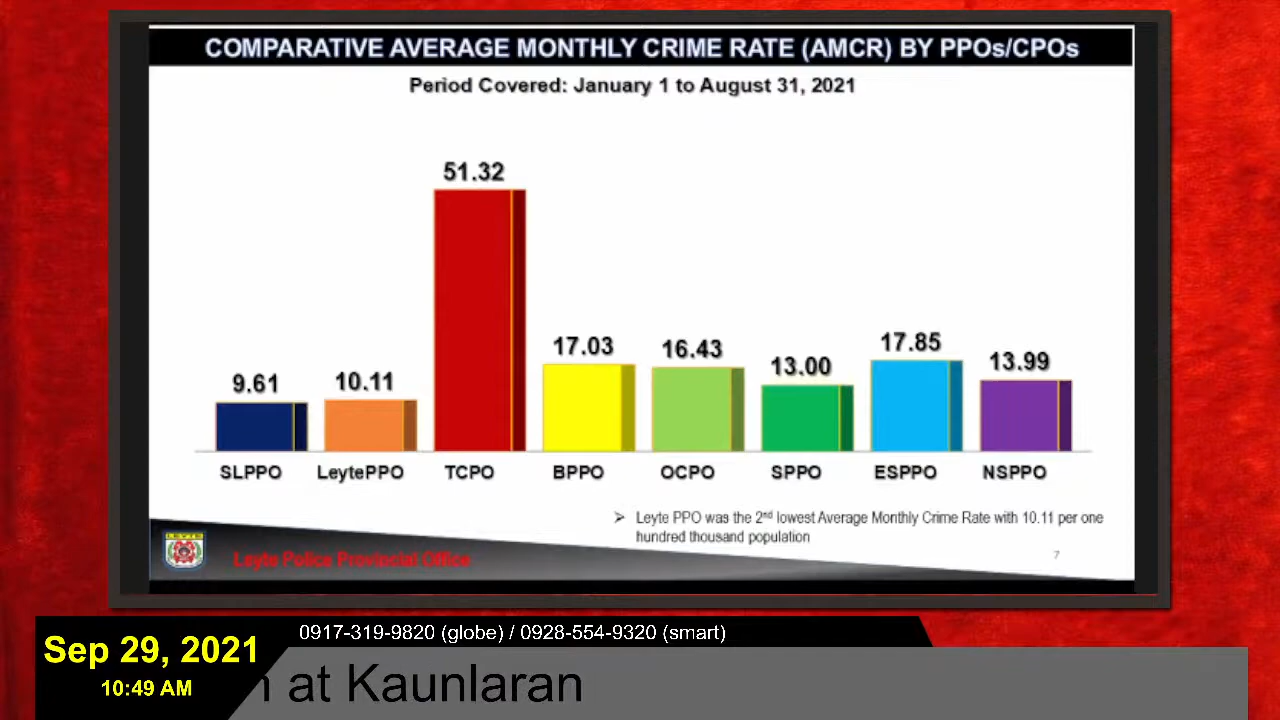 COMPARATIVE AVERAGE MONTHLY CRIME RATE (AMCR) BY PPOs/CPOs
Period Covered: January 1 to August 31, 2021
51.32
17.03
16.43
17.85
13.00
13.99
9.61
10.11
SLPPO
LeytePPO
TCPO
BPPO
OCPO
SPPO
ESPPO
NSPPO
➢ Leyte PPO was the 2nd lowest Average Monthly Crime Rate with 10.11 per one
hundred thousand population
7
LEYTE
Leyte Police Provincial Office
0917-319-9820 (globe) / 0928-554-9320 (smart)
Sep 29, 2021
10:49 AM
n at Kaunlaran